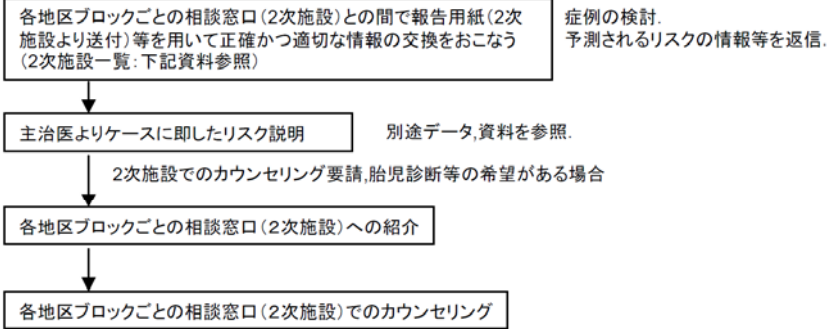 各地区ブロックごとの相談窓口（2次施設）との間で報告用紙（2次
施設より送付）等を用いて正確かつ適切な情報の交換をおこなう
（2次施設一覧：下記資料参照）
症例の検討.
予測されるリスクの情報等を返信.
主治医よりケースに即したリスク説明
別途データ,資料を参照.
2次施設でのカウンセリング要請,胎児診断等の希望がある場合
各地区ブロックごとの相談窓口（２次施設）への紹介
各地区ブロックごとの相談窓口（２次施設）でのカウンセリング